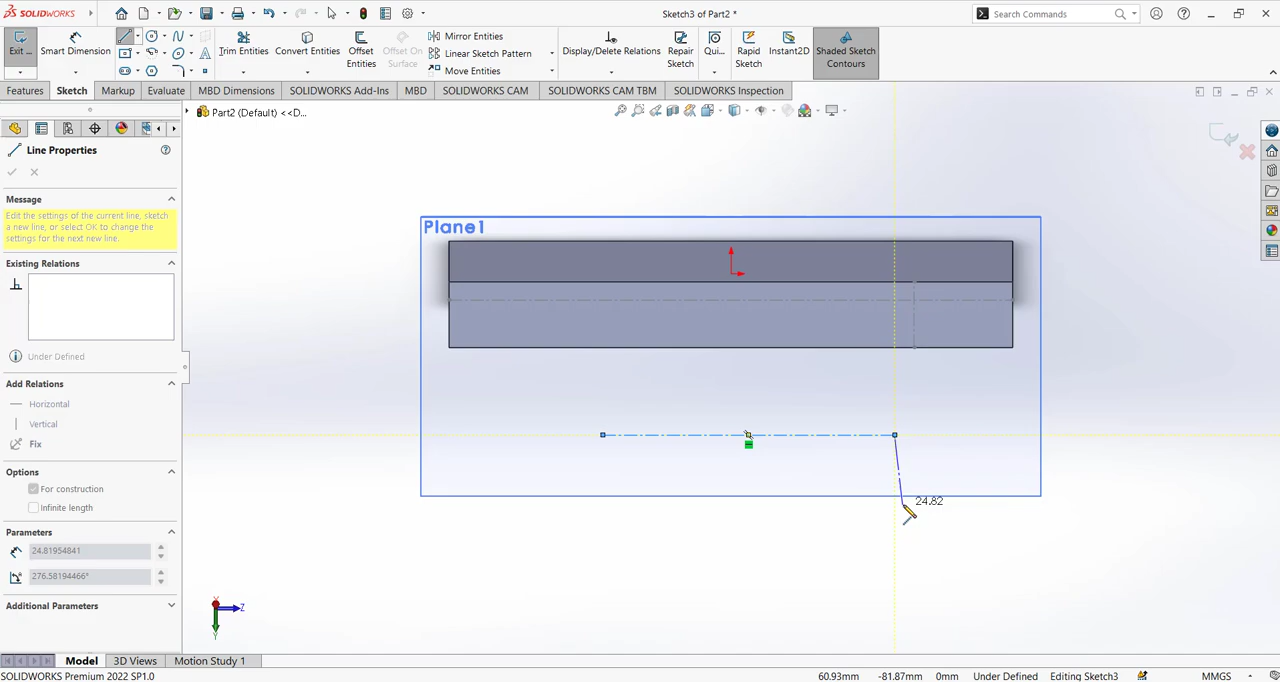 SOLIDWORKS
Sketch3 of Part2 *
Search Commands
Exit ...
Smart Dimension
Trim Entities
Convert Entities
Offset Entities
Offset On Surface
Mirror Entities
Linear Sketch Pattern
Move Entities
Display/Delete Relations
Repair Sketch
Qui...
Rapid Sketch
Instant2D
Shaded Sketch Contours
Features
Sketch
Markup
Evaluate
MBD Dimensions
SOLIDWORKS Add-Ins
MBD
SOLIDWORKS CAM
SOLIDWORKS CAM TBM
SOLIDWORKS Inspection
Part2 (Default) <<D...
Line Properties
Message
Edit the settings of the current line, sketch
a new line, or select OK to change the
settings for the next new line.
Existing Relations
Under Defined
Add Relations
Horizontal
Vertical
Fix
Options
For construction
Infinite length
Parameters
24.81954841
276.58194466°
Additional Parameters
Plane1
24.82
Z
Y
Model
3D Views
Motion Study 1
SOLIDWORKS Premium 2022 SP1.0
60.93mm
-81.87mm
0mm
Under Defined
Editing Sketch3
MMGS